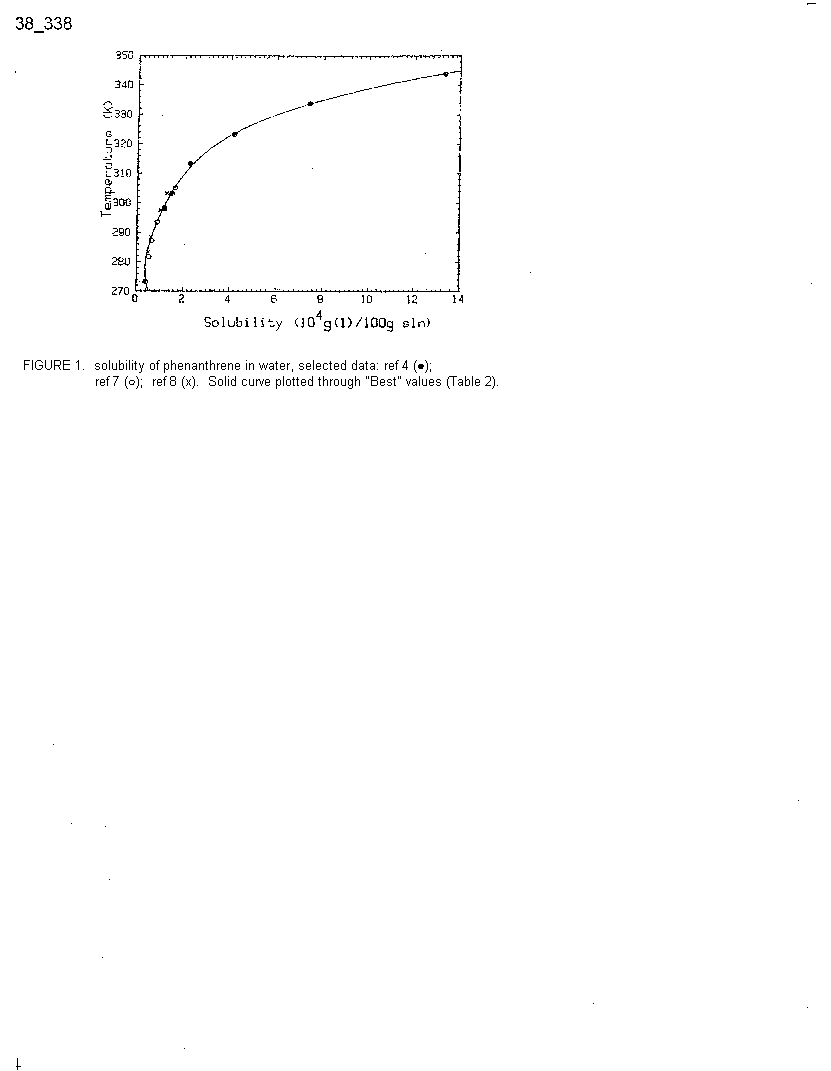 38_338
350
340
330
320
310
300
290
280
270
Temperature (K)
0 2 4 6 8 10 12 14
Solubility (10^4g(1)/100g sln)
FIGURE 1. solubility of phenanthrene in water, selected data: ref 4 (●);
ref 7 (o); ref 8 (x). Solid curve plotted through "Best" values (Table 2).